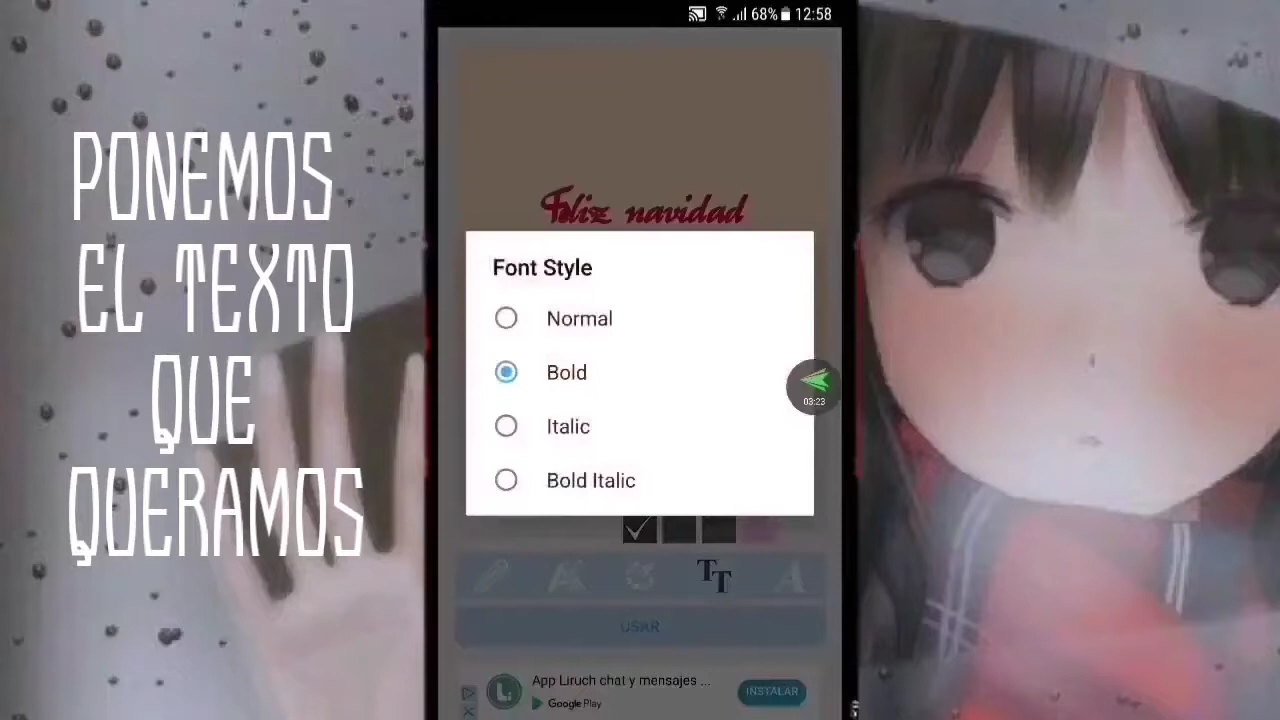 68% 12:58
PONEMOS
EL TEXTO
QUE
QUERAMOS
Feliz navidad
Font Style
Normal
Bold
Italic
Bold Italic
03:23
TT
A
USAR
App Liruch chat y mensajes ...
Google Play
INSTALAR